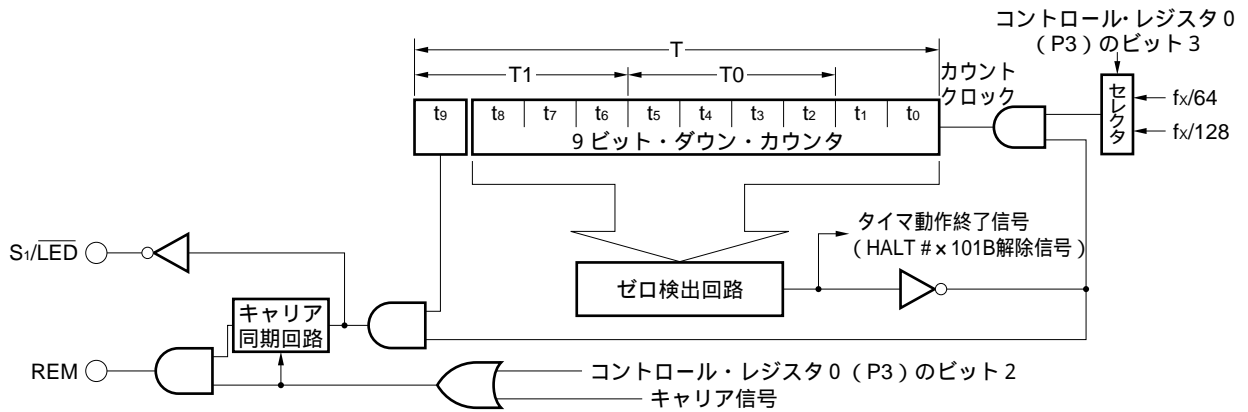 コントロール・レジスタ0
（P3）のビット3
T
T1
T0
カウント
クロック
セレクタ
fX/64
fX/128
t9
t8
t7
t6
t5
t4
t3
t2
t1
t0
9ビット・ダウン・カウンタ
タイマ動作終了信号
（HALT #×101B解除信号）
S1/LED
ゼロ検出回路
キャリア
同期回路
REM
コントロール・レジスタ0（P3）のビット2
キャリア信号